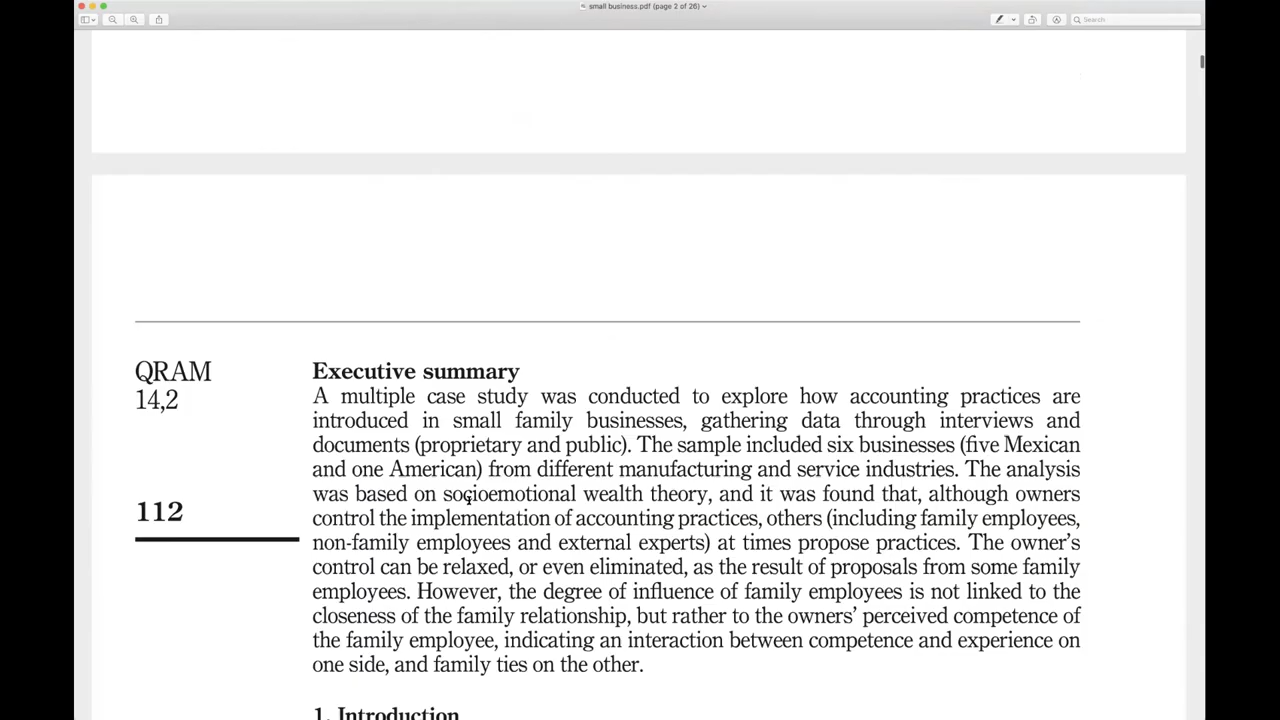 small business.pdf (page 2 of 26)
Search
QRAM
14,2
112
Executive summary
A multiple case study was conducted to explore how accounting practices are
introduced in small family businesses, gathering data through interviews and
documents (proprietary and public). The sample included six businesses (five Mexican
and one American) from different manufacturing and service industries. The analysis
was based on socioemotional wealth theory, and it was found that, although owners
control the implementation of accounting practices, others (including family employees,
non-family employees and external experts) at times propose practices. The owner’s
control can be relaxed, or even eliminated, as the result of proposals from some family
employees. However, the degree of influence of family employees is not linked to the
closeness of the family relationship, but rather to the owners’ perceived competence of
the family employee, indicating an interaction between competence and experience on
one side, and family ties on the other.
1. Introduction